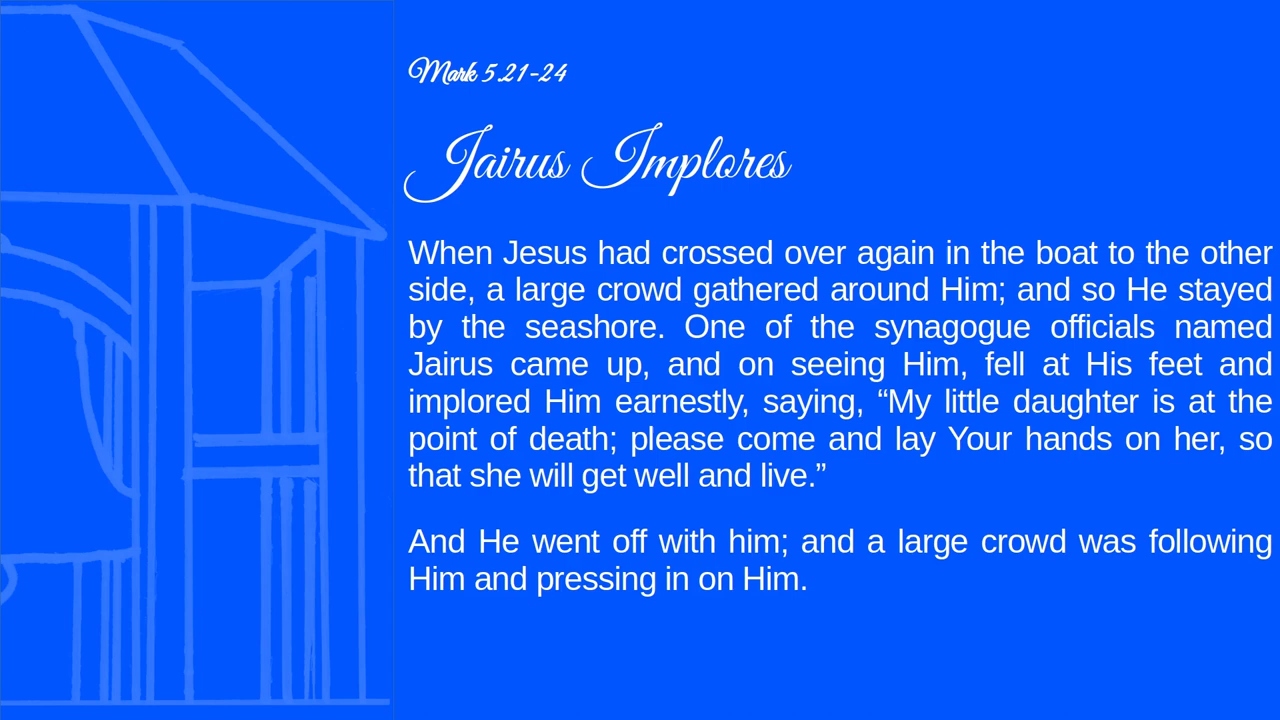 Mark 5.21-24
Jairus Implores
When Jesus had crossed over again in the boat to the other
side, a large crowd gathered around Him; and so He stayed
by the seashore. One of the synagogue officials named
Jairus came up, and on seeing Him, fell at His feet and
implored Him earnestly, saying, “My little daughter is at the
point of death; please come and lay Your hands on her, so
that she will get well and live.”
And He went off with him; and a large crowd was following
Him and pressing in on Him.